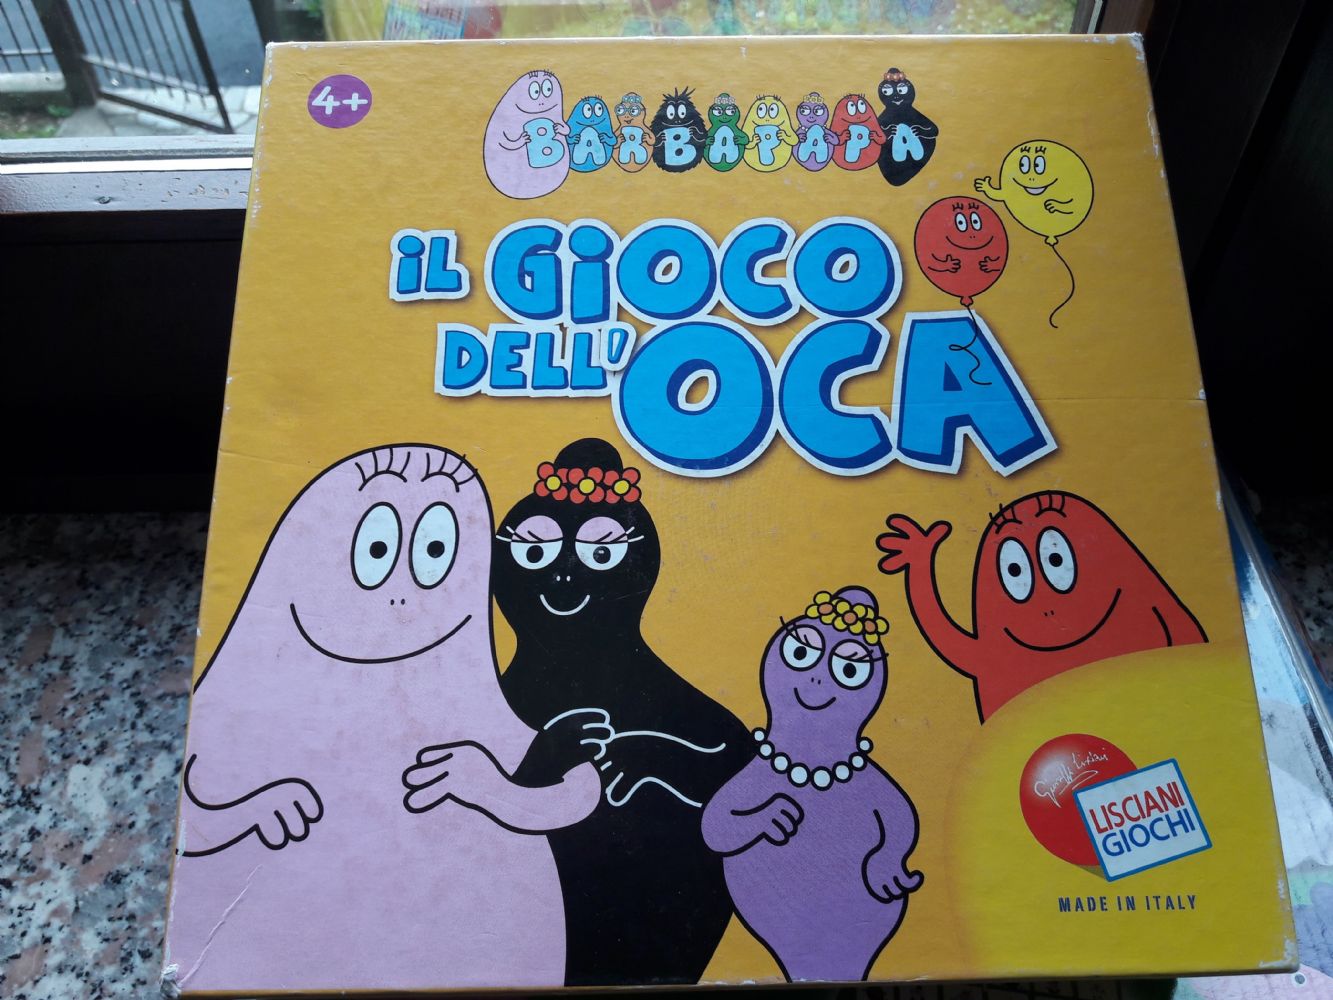 4+
BARBAPAPA
IL GIOCO
DELL'OCA
LISCIANI
GIOCHI
MADE IN ITALY